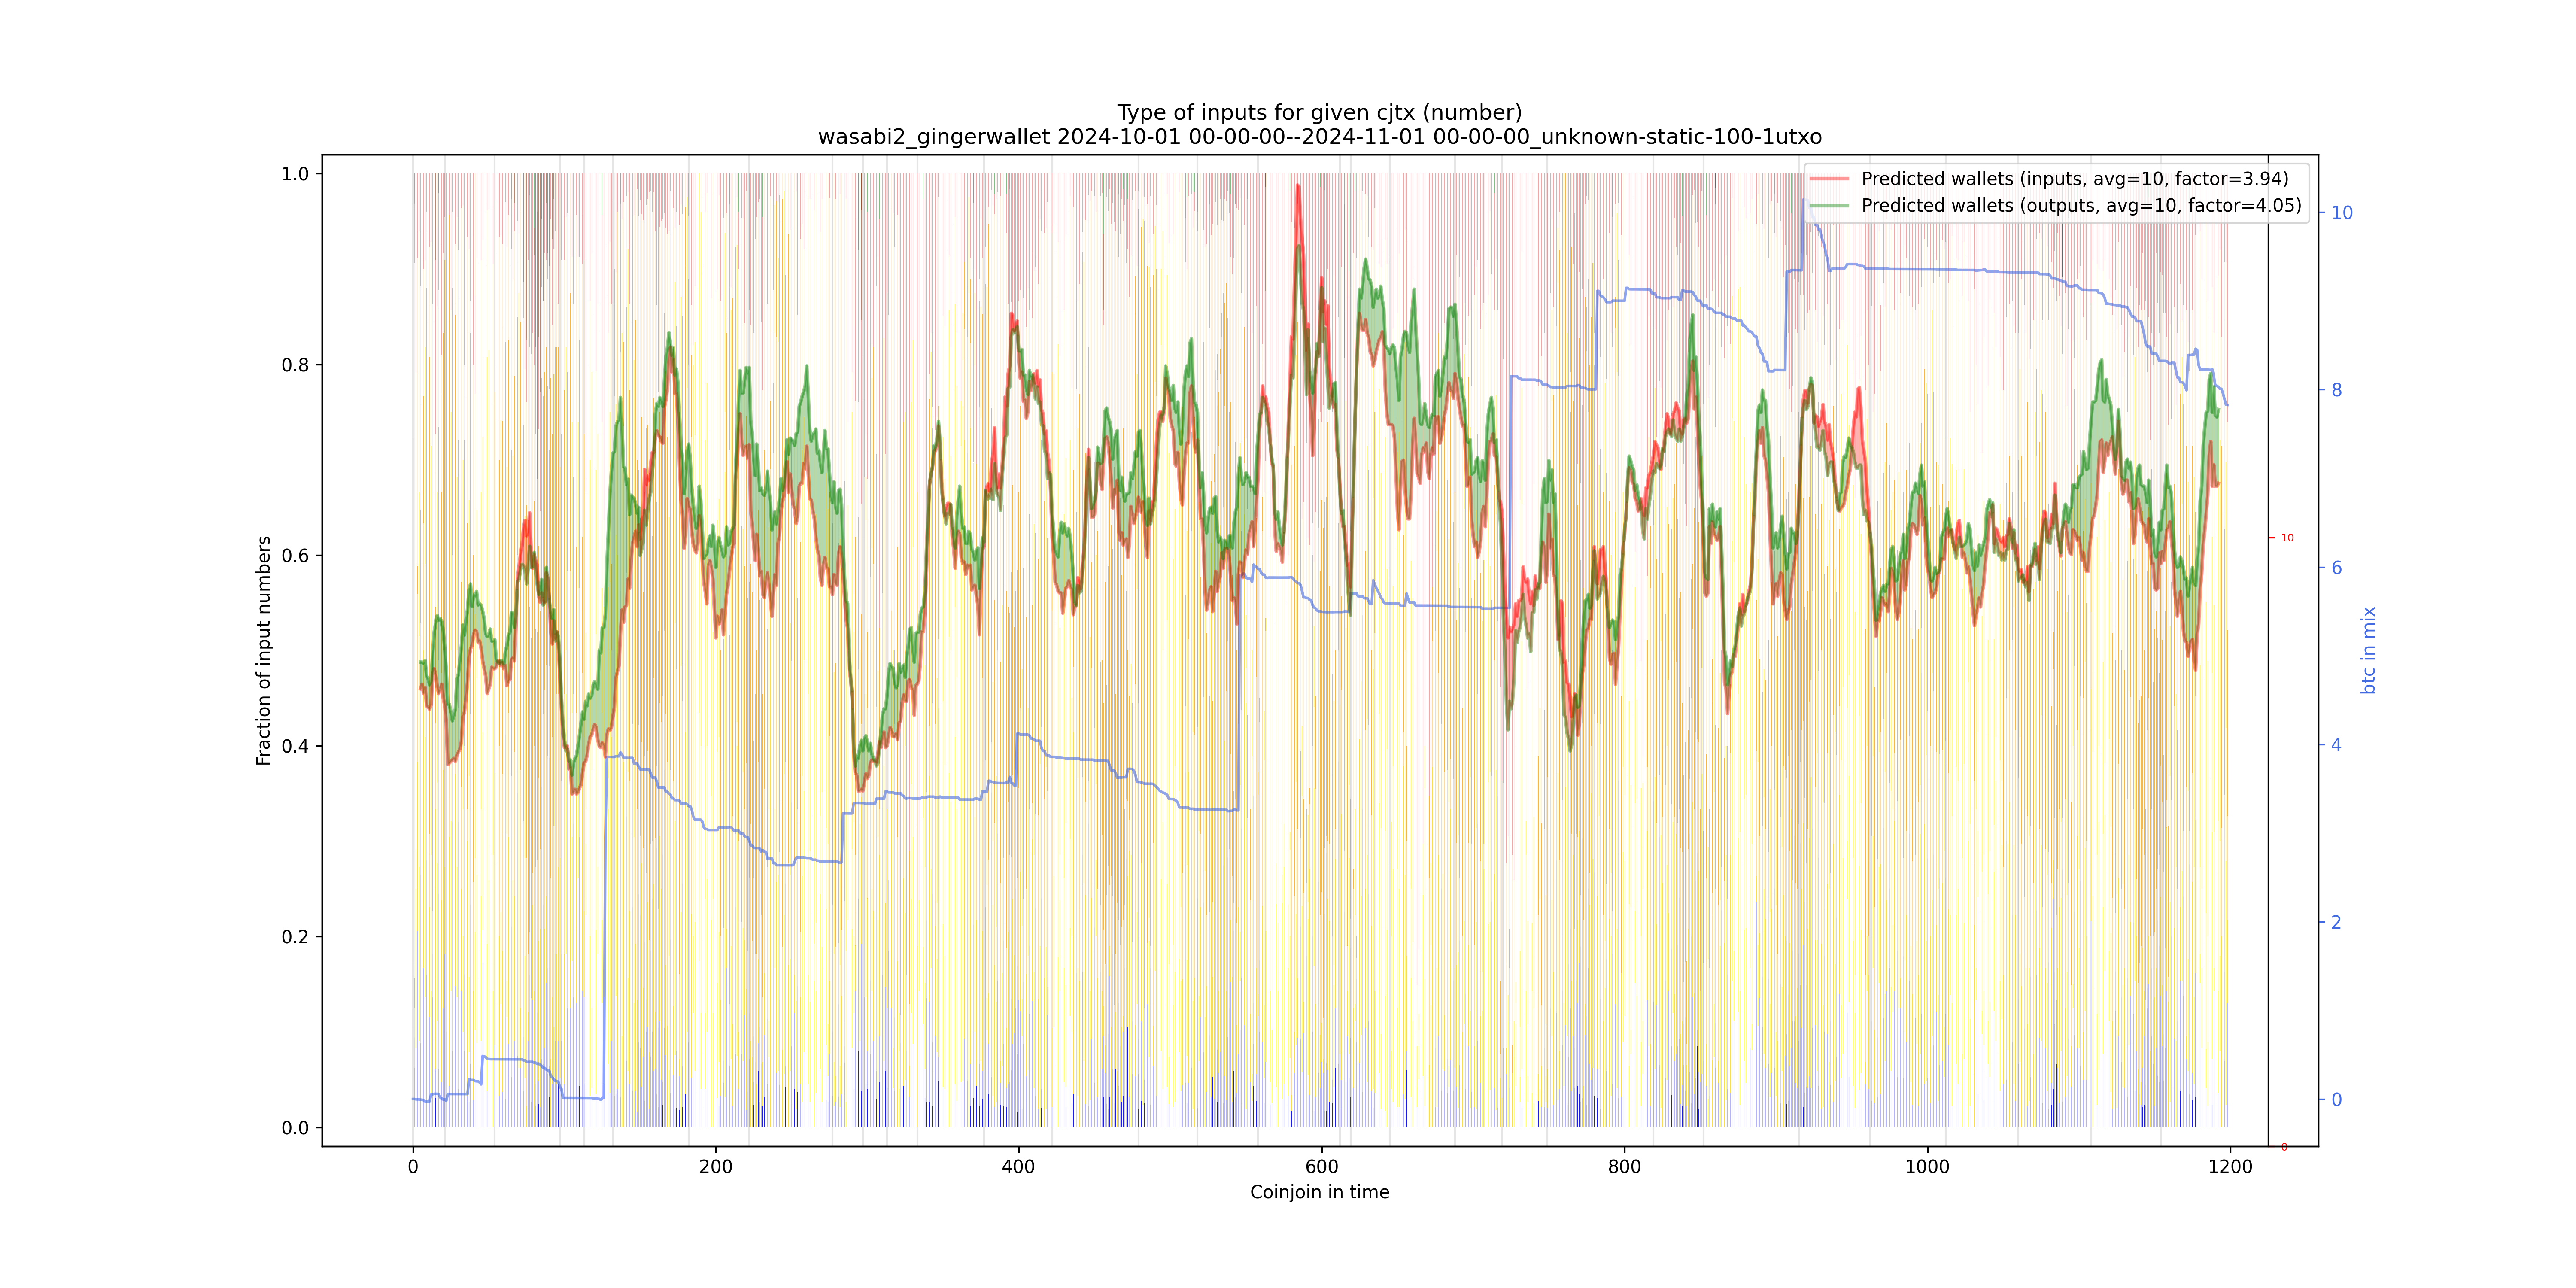 Type of inputs for given cjtx (number)
wasabi2_gingerwallet 2024-10-01 00-00-00--2024-11-01 00-00-00_unknown-static-100-1utxo
Predicted wallets (inputs, avg=10, factor=3.94)
Predicted wallets (outputs, avg=10, factor=4.05)
Fraction of input numbers
1.0
0.8
0.6
0.4
0.2
0.0
0 200 400 600 800 1000 1200
Coinjoin in time
10
0
10
8
6
4
2
0
btc in mix